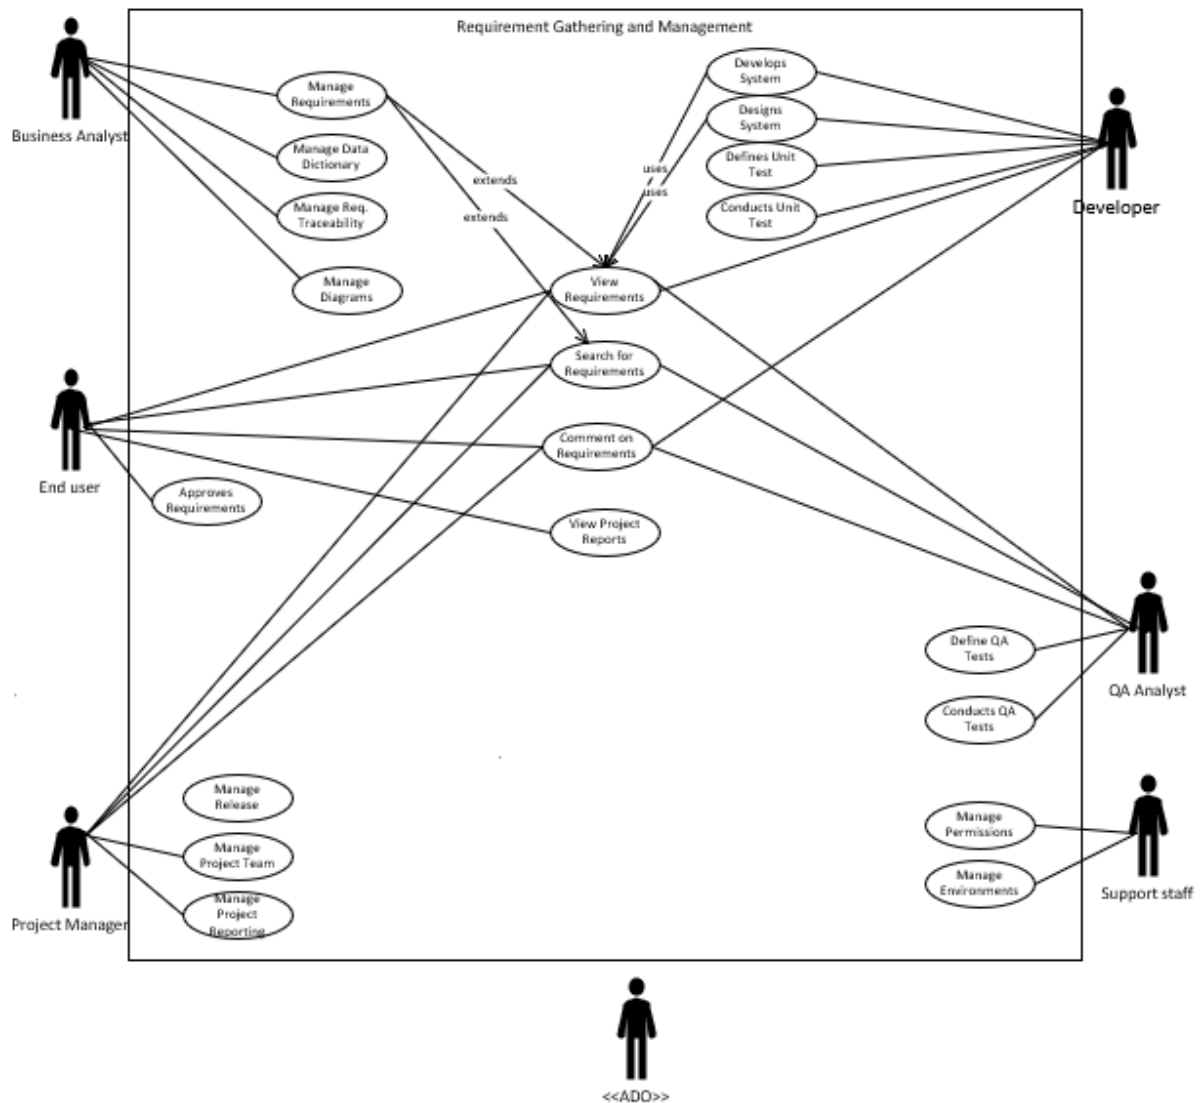 Requirement Gathering and Management
Business Analyst
Manage
Requirements
Manage Data
Dictionary
Manage Req.
Traceability
Manage
Diagrams
extends
extends
uses
uses
Develops
System
Designs
System
Defines Unit
Test
Conducts Unit
Test
Developer
View
Requirements
Search for
Requirements
Comment on
Requirements
View Project
Reports
End user
Approves
Requirements
Define QA
Tests
Conducts QA
Tests
QA Analyst
Manage
Release
Manage
Project Team
Manage
Project
Reporting
Project Manager
Manage
Permissions
Manage
Environments
Support staff
<<ADO>>